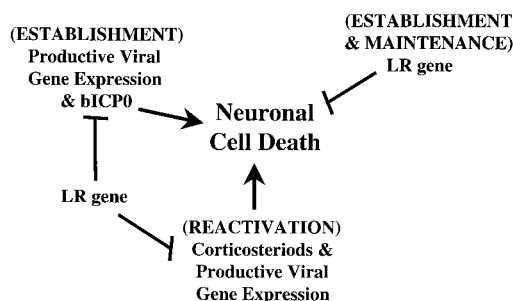 (ESTABLISHMENT)
Productive Viral
Gene Expression
& bICP0
(ESTABLISHMENT
& MAINTENANCE)
LR gene
Neuronal
Cell Death
LR gene
(REACTIVATION)
Corticosteriods &
Productive Viral
Gene Expression